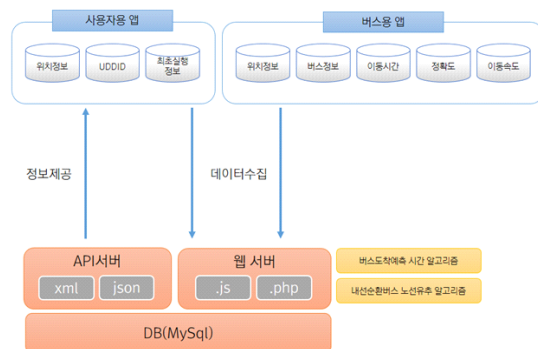 사용자용 앱
버스용 앱
위치정보
UDDID
최초실행
정보
위치정보
버스정보
이동시간
정확도
이동속도
정보제공
데이터수집
API서버
xml
json
웹 서버
.js
.php
버스도착예측 시간 알고리즘
내선순환버스 노선유추 알고리즘
DB(MySql)